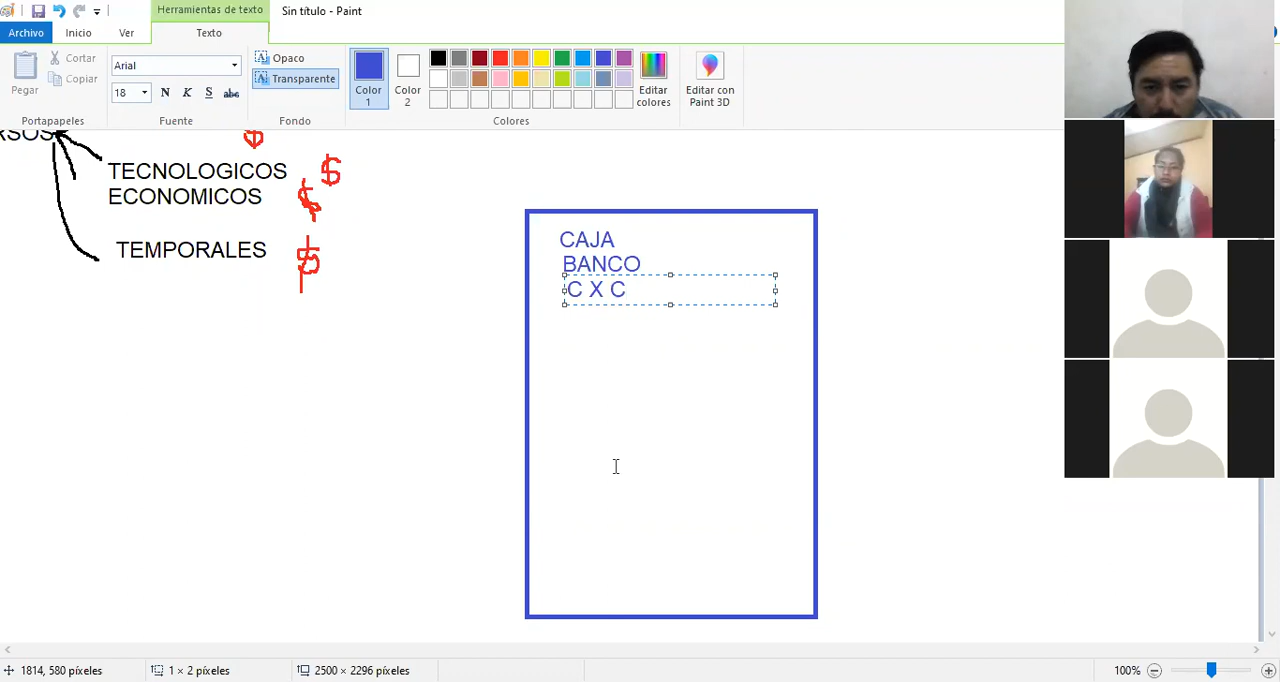 Herramientas de texto
Sin título - Paint
Archivo
Inicio
Ver
Texto
Pegar
Cortar
Copiar
Portapapeles
Arial
18
N K S abc
Fuente
Opaco
Transparente
Fondo
Color 1
Color 2
Editar colores
Editar con Paint 3D
Colores
RSOS
$
TECNOLOGICOS $
ECONOMICOS $
TEMPORALES $
CAJA
BANCO
C X C
1814, 580 píxeles
1 × 2 píxeles
2500 × 2296 píxeles
100%